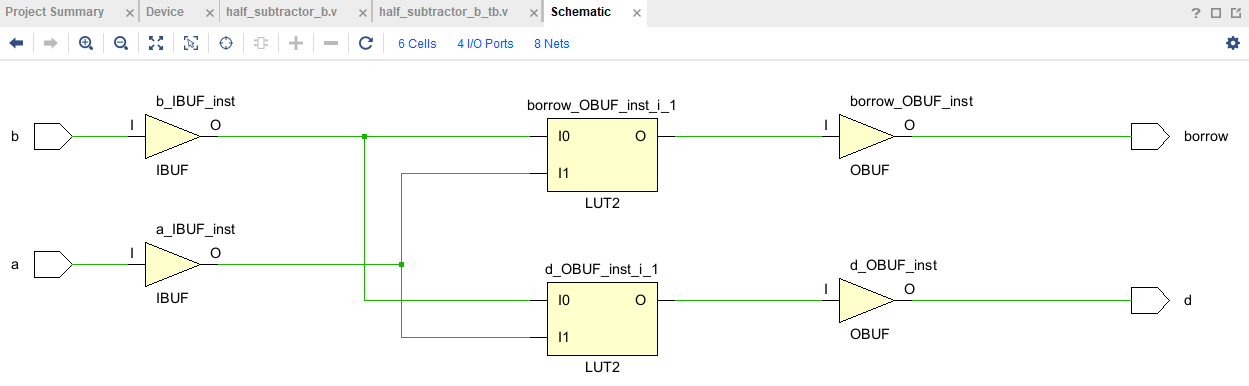 Project Summary × Device × half_subtractor_b.v × half_subtractor_b_tb.v × Schematic ×
?
6 Cells 4 I/O Ports 8 Nets
b_IBUF_inst borrow_OBUF_inst_i_1 borrow_OBUF_inst
b I O I0 O I O borrow
IBUF I1 OBUF
LUT2
a_IBUF_inst
a I O
IBUF
d_OBUF_inst_i_1 d_OBUF_inst
I0 O I O d
I1 OBUF
LUT2